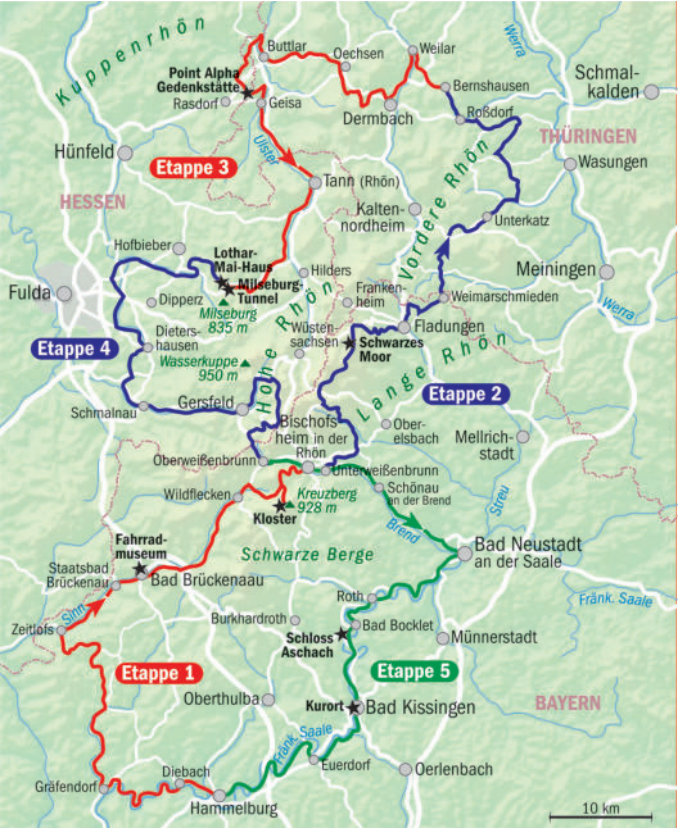 Kuppenrhön
Buttlar
Oechsen
Weilar
Werra
Point Alpha
Gedenkstätte
Rasdorf
Geisa
Bernshausen
Schmal-
kalden
Dermbach
Roßdorf
Hünfeld
Etappe 3
Ulster
THÜRINGEN
Wasungen
Tann (Rhön)
HESSEN
Kalten-
nordheim
Vordere Rhön
Unterkatz
Hofbieber
Lothar-
Mai-Haus
Milseburg-
Tunnel
Hilders
Meiningen
Fulda
Dipperz
Milseburg
835 m
Hohe Rhön
Franken-
heim
Weimarschmieden
Werra
Etappe 4
Dieters-
hausen
Wüsten-
sachsen
Fladungen
Schwarzes
Moor
Wasserkuppe
950 m
Lange Rhön
Etappe 2
Schmalnau
Gersfeld
Bischofs
heim in der
Rhön
Ober-
elsbach
Mellrich-
stadt
Oberweißenbrunn
Unterweißenbrunn
Streu
Wildflecken
Kreuzberg
928 m
Schönau
an der Brend
Kloster
Brend
Fahrrad-
museum
Schwarze Berge
Bad Neustadt
an der Saale
Staatsbad
Brückenau
Bad Brückenaau
Sinn
Roth
Fränk. Saale
Zeitlofs
Burkhardroth
Bad Bocklet
Schloss
Aschach
Münnerstadt
Etappe 1
Etappe 5
Oberthulba
Kurort
Bad Kissingen
BAYERN
Fränk. Saale
Euerdorf
Oerlenbach
Gräfendorf
Diebach
Hammelburg
10 km